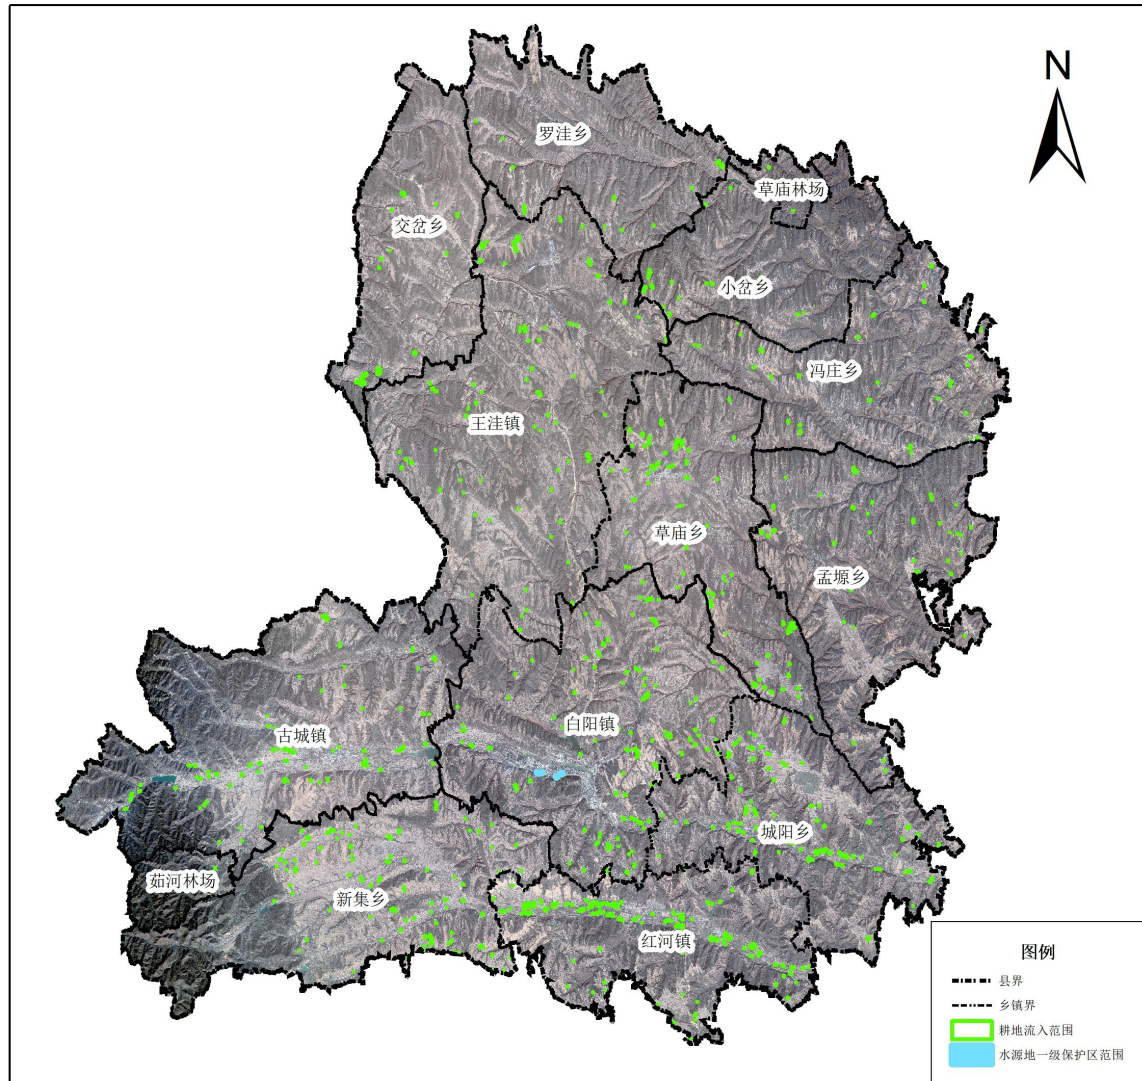 N
罗洼乡
草庙林场
交岔乡
小岔乡
冯庄乡
王洼镇
草庙乡
孟塬乡
白阳镇
古城镇
城阳乡
茹河林场
新集乡
红河镇
图例
县界
乡镇界
耕地流入范围
水源地一级保护区范围